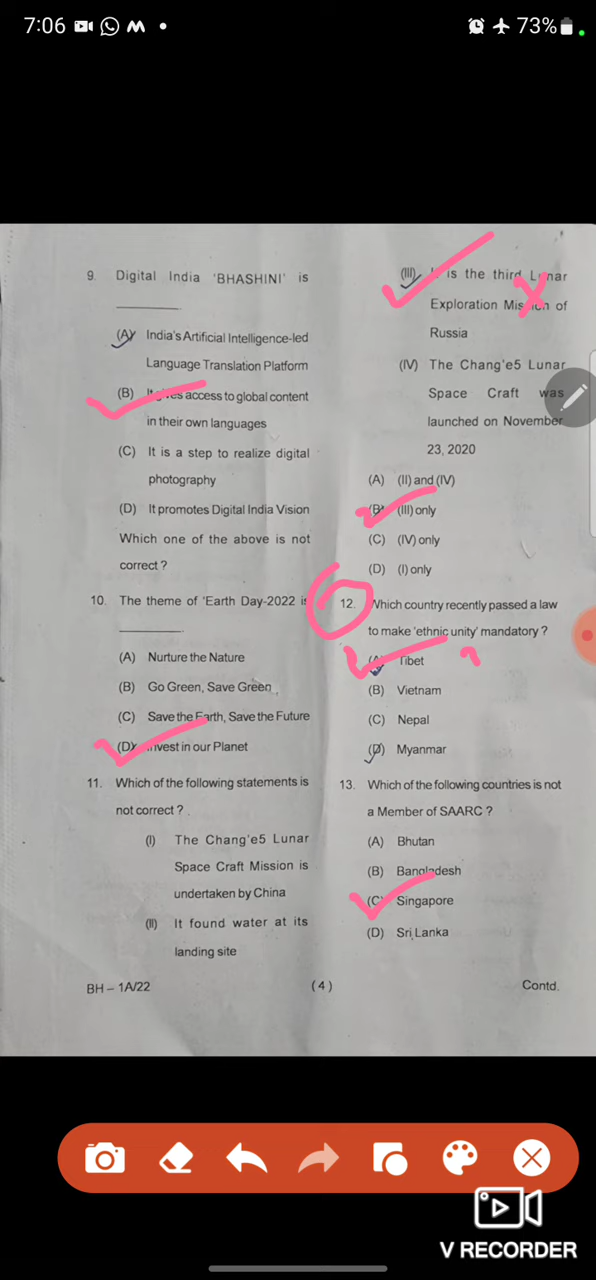 7:06
73%
9. Digital India 'BHASHINI' is
(A) India's Artificial Intelligence-led
Language Translation Platform
(B) It gives access to global content
in their own languages
(C) It is a step to realize digital
photography
(D) It promotes Digital India Vision
Which one of the above is not
correct ?
10. The theme of 'Earth Day-2022 is
(A) Nurture the Nature
(B) Go Green, Save Green
(C) Save the Earth, Save the Future
(D) Invest in our Planet
11. Which of the following statements is
not correct ?
(I) The Chang'e5 Lunar
Space Craft Mission is
undertaken by China
(II) It found water at its
landing site
(III) It is the third Lunar
Exploration Mission of
Russia
(IV) The Chang'e5 Lunar
Space Craft was
launched on November
23, 2020
(A) (II) and (IV)
(B) (III) only
(C) (IV) only
(D) (I) only
12. Which country recently passed a law
to make 'ethnic unity' mandatory ?
(A) Tibet ?
(B) Vietnam
(C) Nepal
(D) Myanmar
13. Which of the following countries is not
a Member of SAARC ?
(A) Bhutan
(B) Bangladesh
(C) Singapore
(D) Sri Lanka
BH – 1A/22
(4)
Contd.
V RECORDER